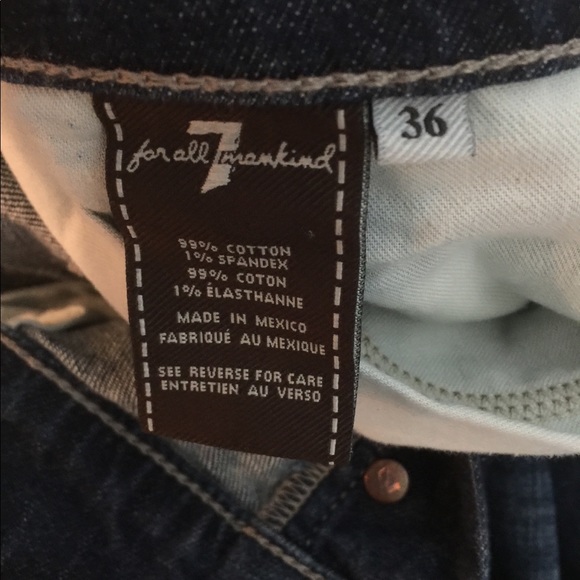 7
for all mankind
36
99% COTTON
1% SPANDEX
99% COTON
1% ÉLASTHANNE
MADE IN MEXICO
FABRIQUÉ AU MEXIQUE
SEE REVERSE FOR CARE
ENTRETIEN AU VERSO